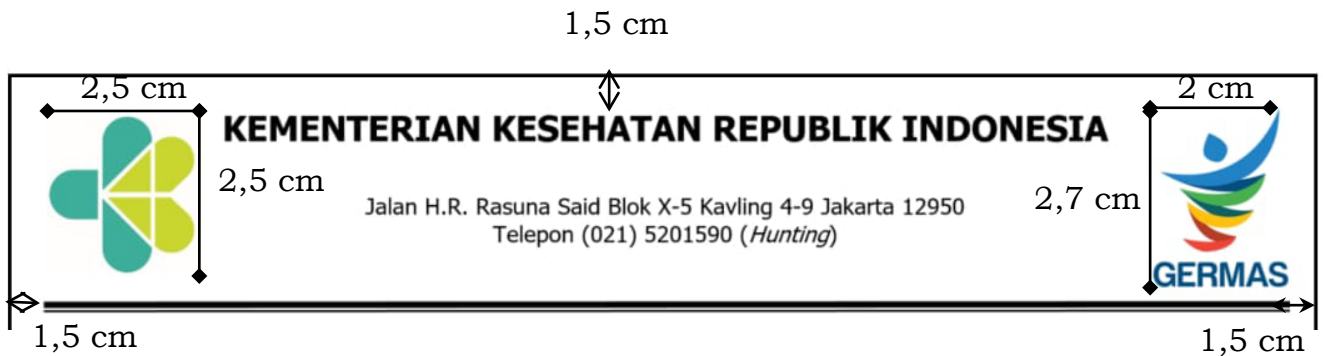 1,5 cm
2,5 cm
2 cm
KEMENTERIAN KESEHATAN REPUBLIK INDONESIA
2,5 cm
Jalan H.R. Rasuna Said Blok X-5 Kavling 4-9 Jakarta 12950
2,7 cm
Telepon (021) 5201590 (Hunting)
GERMAS
1,5 cm
1,5 cm